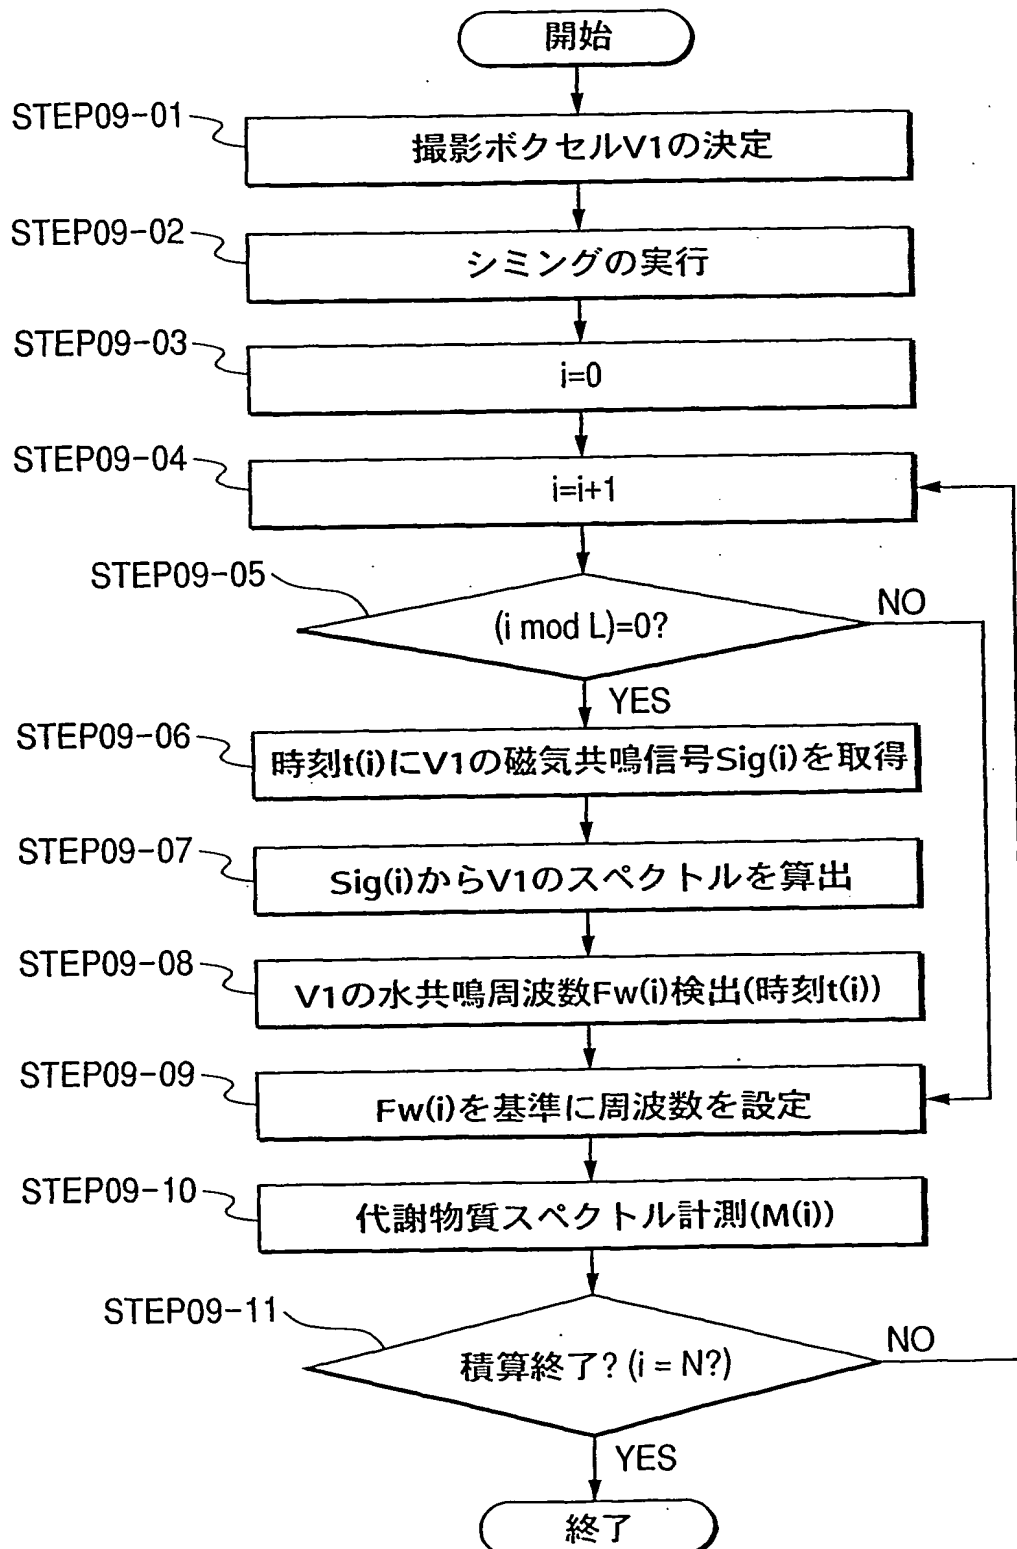 開始
STEP09-01
撮影ボクセルV1の決定
STEP09-02
シミングの実行
STEP09-03
i=0
STEP09-04
i=i+1
STEP09-05
(i mod L)=0?
NO
YES
STEP09-06
時刻t(i)にV1の磁気共鳴信号Sig(i)を取得
STEP09-07
Sig(i)からV1のスペクトルを算出
STEP09-08
V1の水共鳴周波数Fw(i)検出(時刻t(i))
STEP09-09
Fw(i)を基準に周波数を設定
STEP09-10
代謝物質スペクトル計測(M(i))
STEP09-11
積算終了? (i = N?)
NO
YES
終了